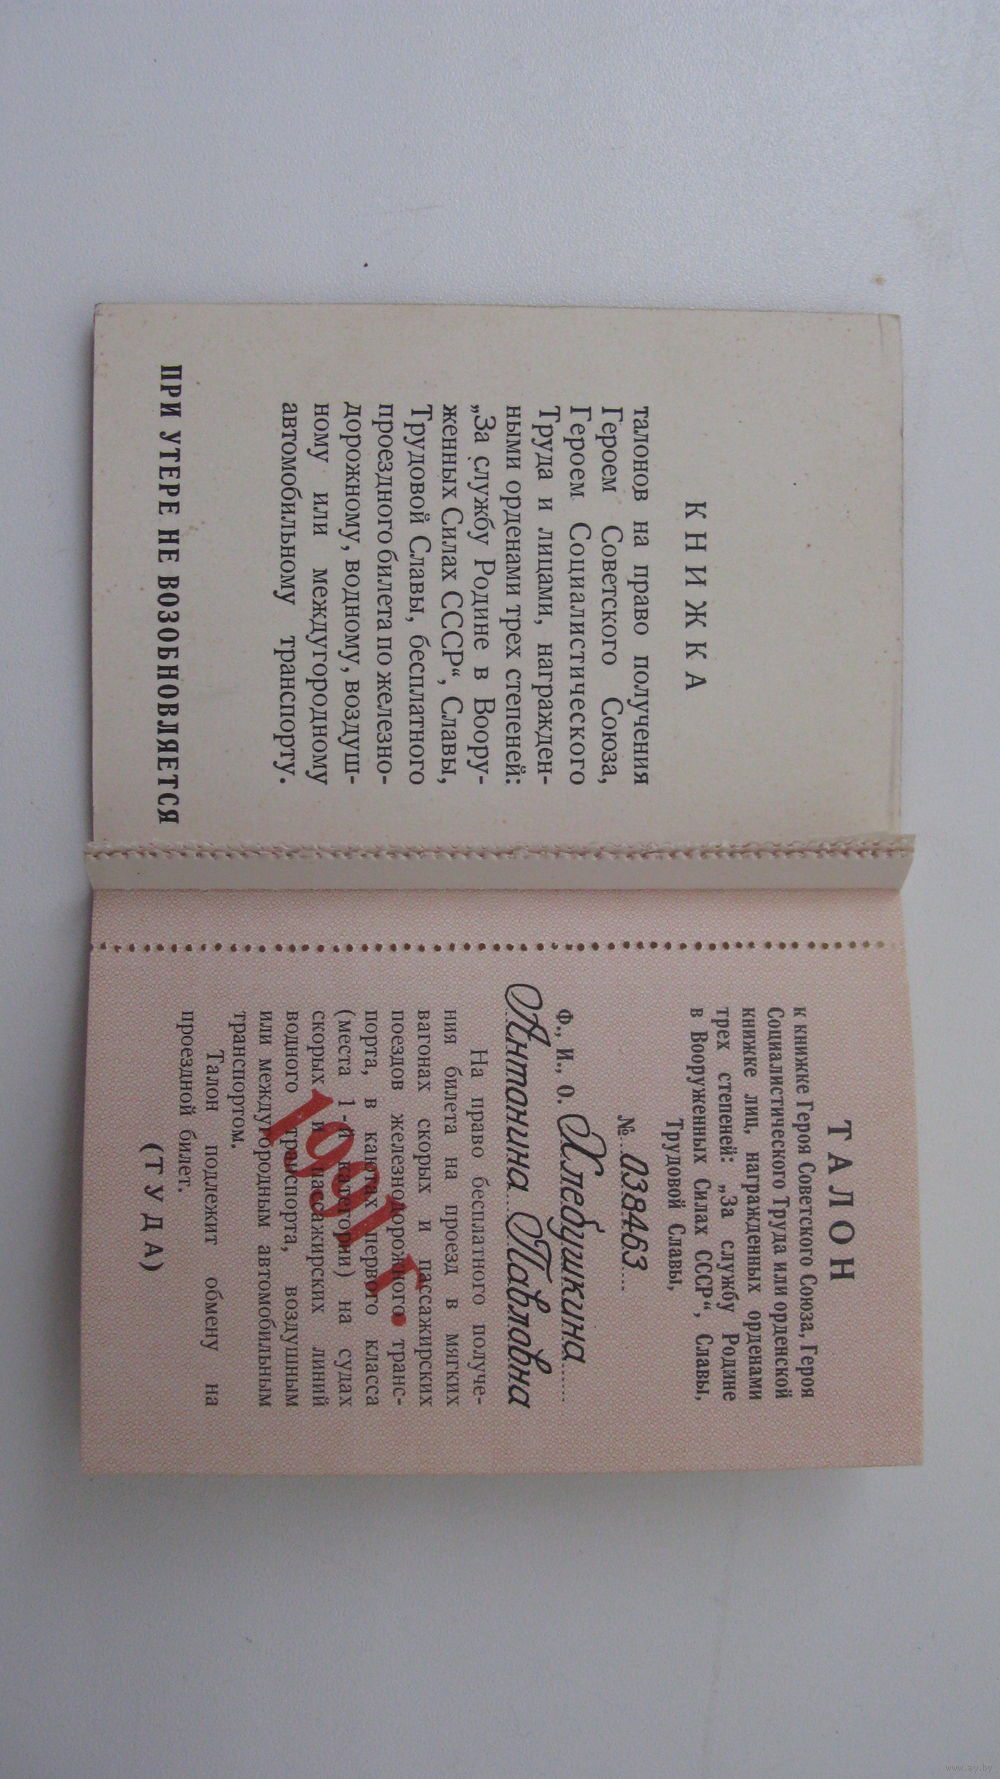 КНИЖКА
талонов на право получения
Героем Советского Союза,
Героем Социалистического
Труда и лицами, награжден-
ными орденами трех степеней:
„За службу Родине в Воору-
женных Силах СССР“, Славы,
Трудовой Славы, бесплатного
проездного билета по железно-
дорожному, водному, воздуш-
ному или междугородному
автомобильному транспорту.
ПРИ УТЕРЕ НЕ ВОЗОБНОВЛЯЕТСЯ
ТАЛОН
к книжке Героя Советского Союза, Героя
Социалистического Труда или орденской
книжке лиц, награжденных орденами
трех степеней: „За службу Родине
в Вооруженных Силах СССР“, Славы,
Трудовой Славы,
№ 038463
Ф., И., О. Хлебушкина
Антанина Павловна
На право бесплатного получе-
ния билета на проезд в мягких
вагонах скорых и пассажирских
поездов железнодорожного транс-
порта, в каютах первого класса
(места 1-й категории) на судах
скорых и пассажирских линий
водного транспорта, воздушным
или междугородным автомобильным
транспортом.
1991 г.
Талон подлежит обмену на
проездной билет.
(ТУДА)
www.ay.by